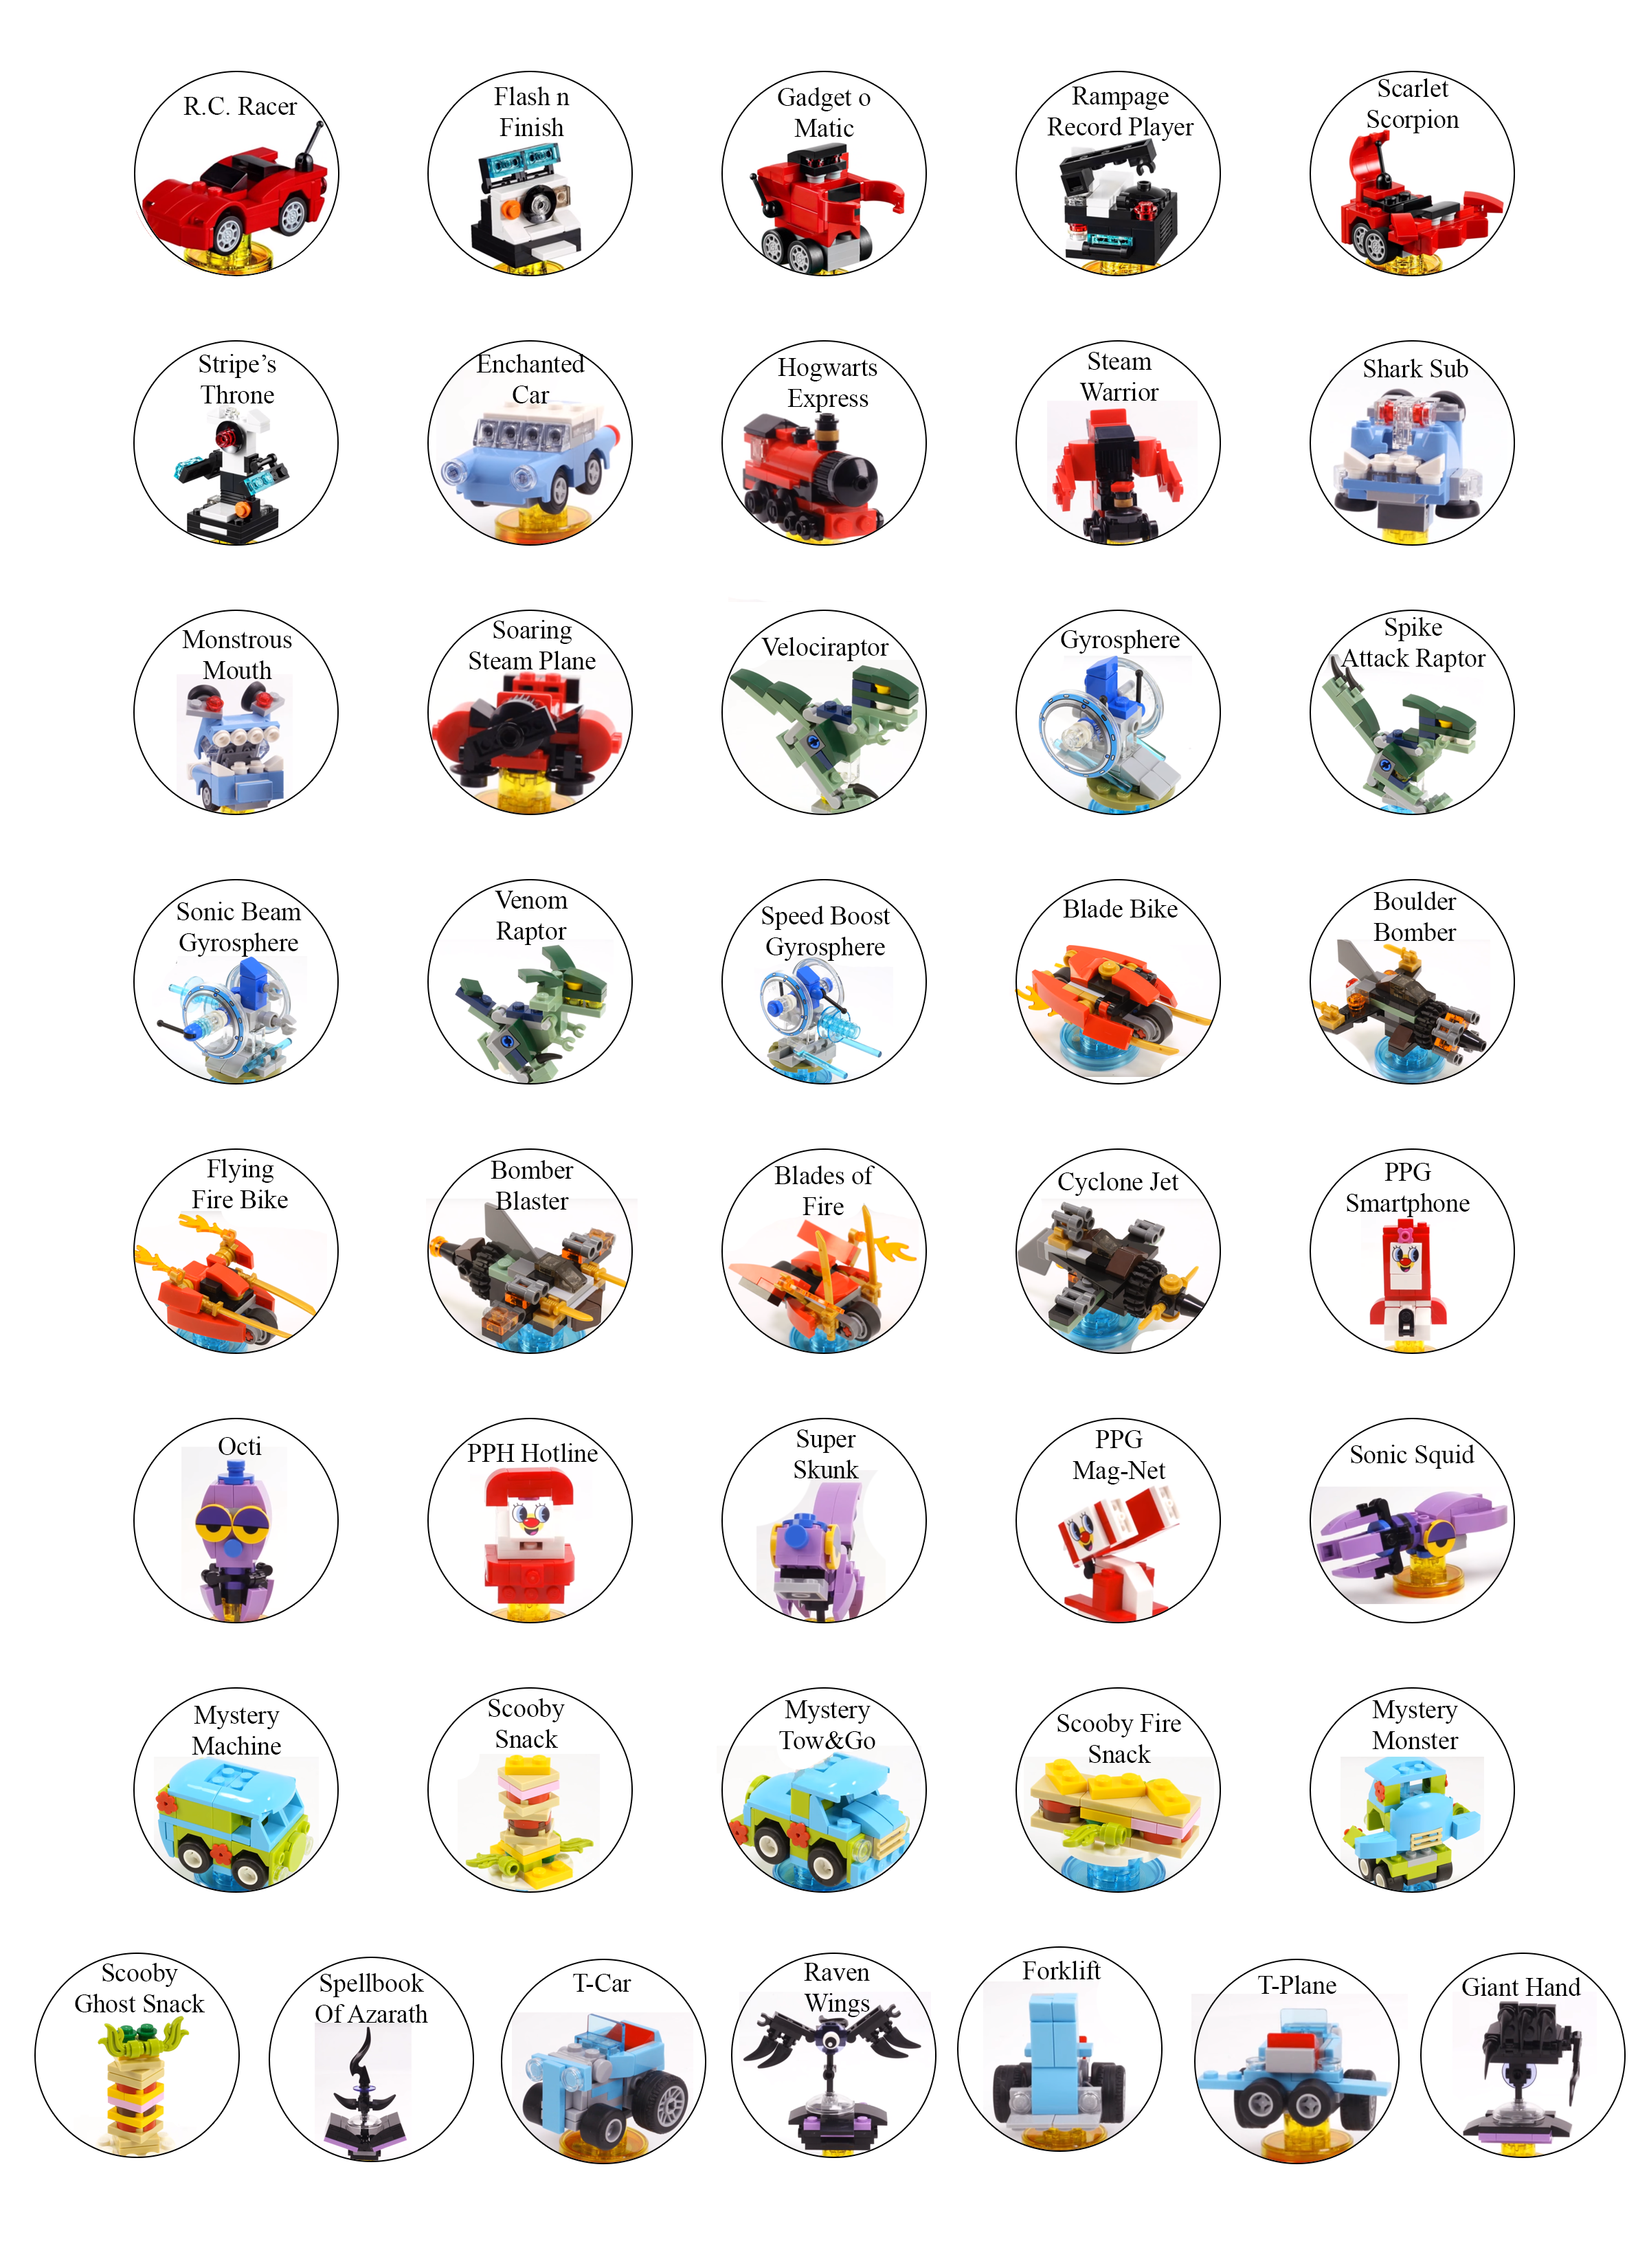 R.C. Racer
Flash n
Finish
Gadget o
Matic
Rampage
Record Player
Scarlet
Scorpion
Stripe’s
Throne
Enchanted
Car
Hogwarts
Express
Steam
Warrior
Shark Sub
Monstrous
Mouth
Soaring
Steam Plane
Velociraptor
Gyrosphere
Spike
Attack Raptor
Sonic Beam
Gyrosphere
Venom
Raptor
Speed Boost
Gyrosphere
Blade Bike
Boulder
Bomber
Flying
Fire Bike
Bomber
Blaster
Blades of
Fire
Cyclone Jet
PPG
Smartphone
Octi
PPH Hotline
Super
Skunk
PPG
Mag-Net
Sonic Squid
Mystery
Machine
Scooby
Snack
Mystery
Tow&Go
Scooby Fire
Snack
Mystery
Monster
Scooby
Ghost Snack
Spellbook
Of Azarath
T-Car
Raven
Wings
Forklift
T-Plane
Giant Hand